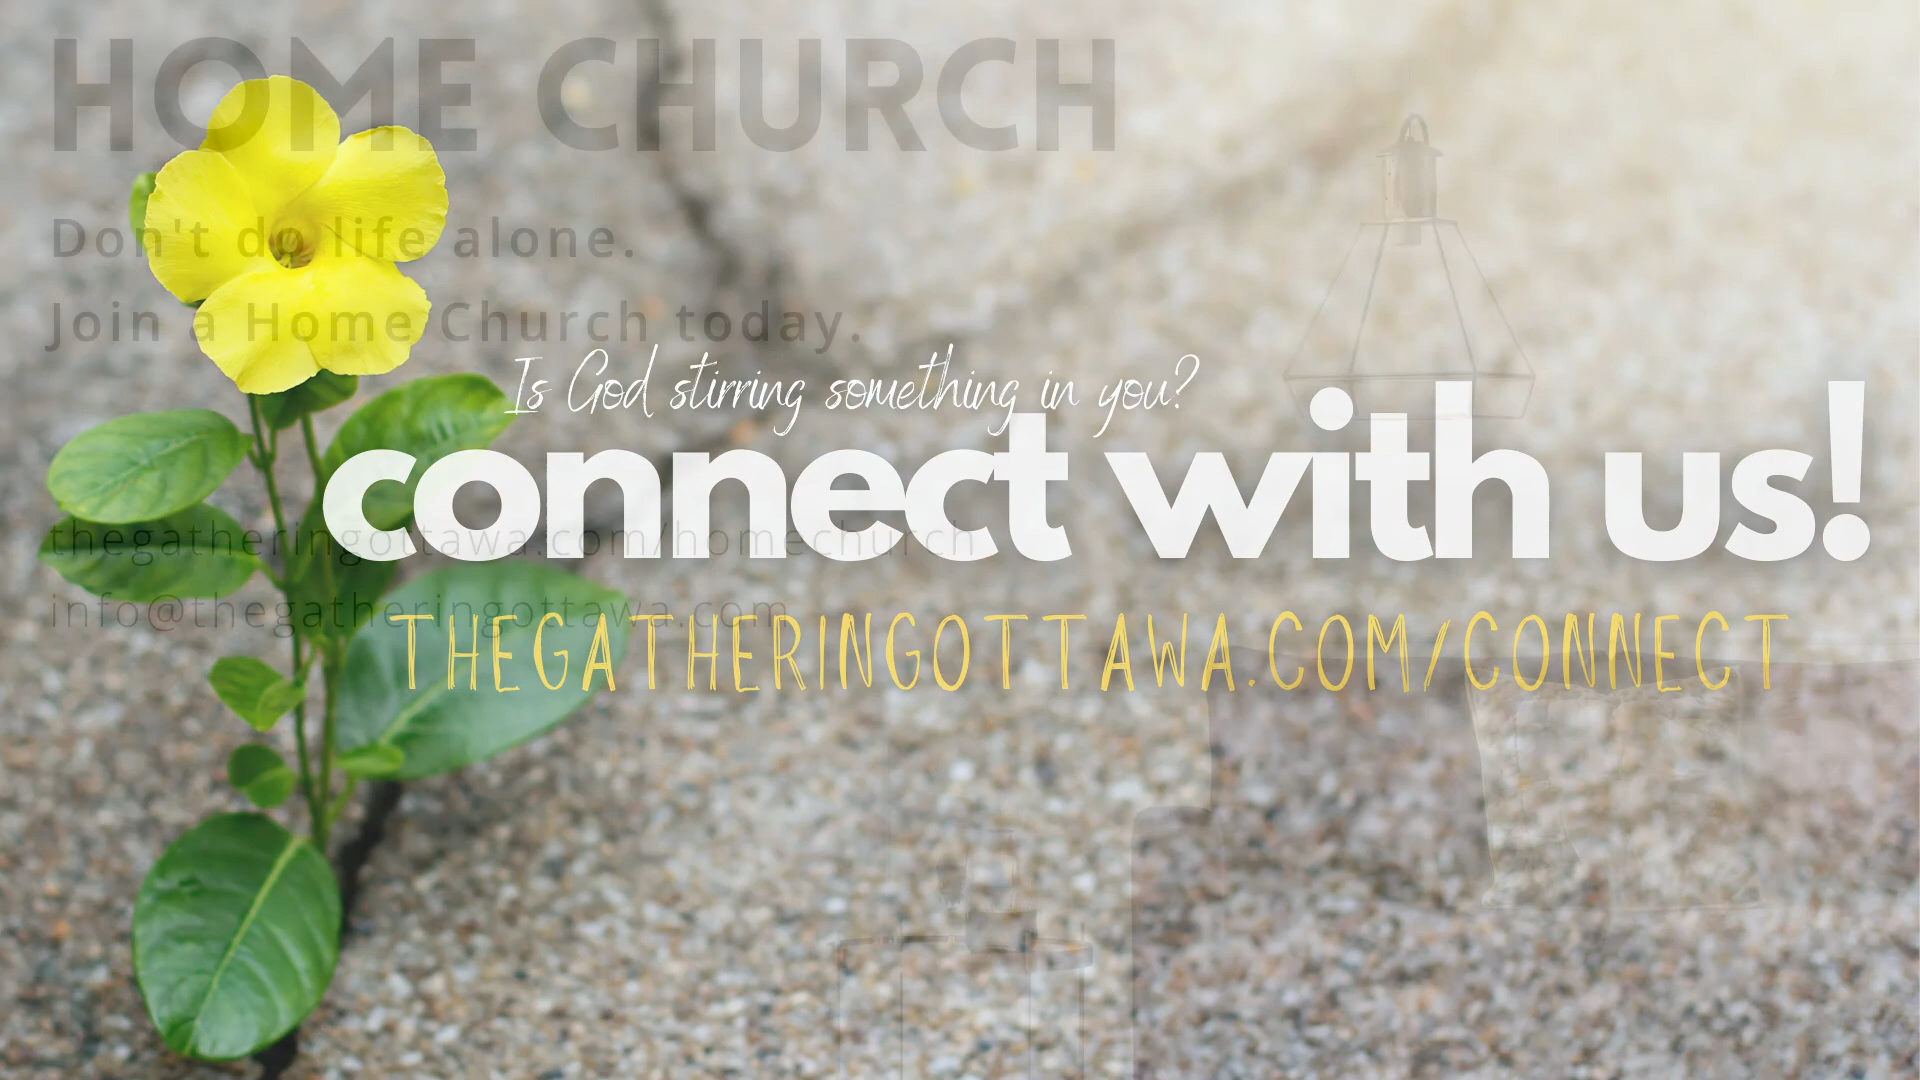 HOME CHURCH
Don't do life alone.
Join a Home Church today.
Is God stirring something in you?
connect with us!
thegatheringottawa.com/homechurch
info@thegatheringottawa.com
THEGATHERINGOTTAWA.COM/CONNECT